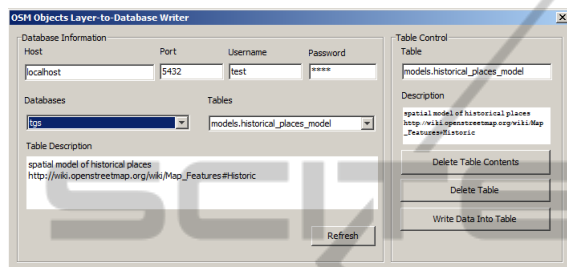 OSM Objects Layer-to-Database Writer
Database Information
Host Port Username Password
localhost 5432 test ****
Databases Tables
tgs models.historical_places_model
Table Description
spatial model of historical places
http://wiki.openstreetmap.org/wiki/Map_Features#Historic
Refresh
Table Control
Table
models.historical_places_model
Description
spatial model of historical places
http://wiki.openstreetmap.org/wiki/Map
_Features#Historic
Delete Table Contents
Delete Table
Write Data Into Table